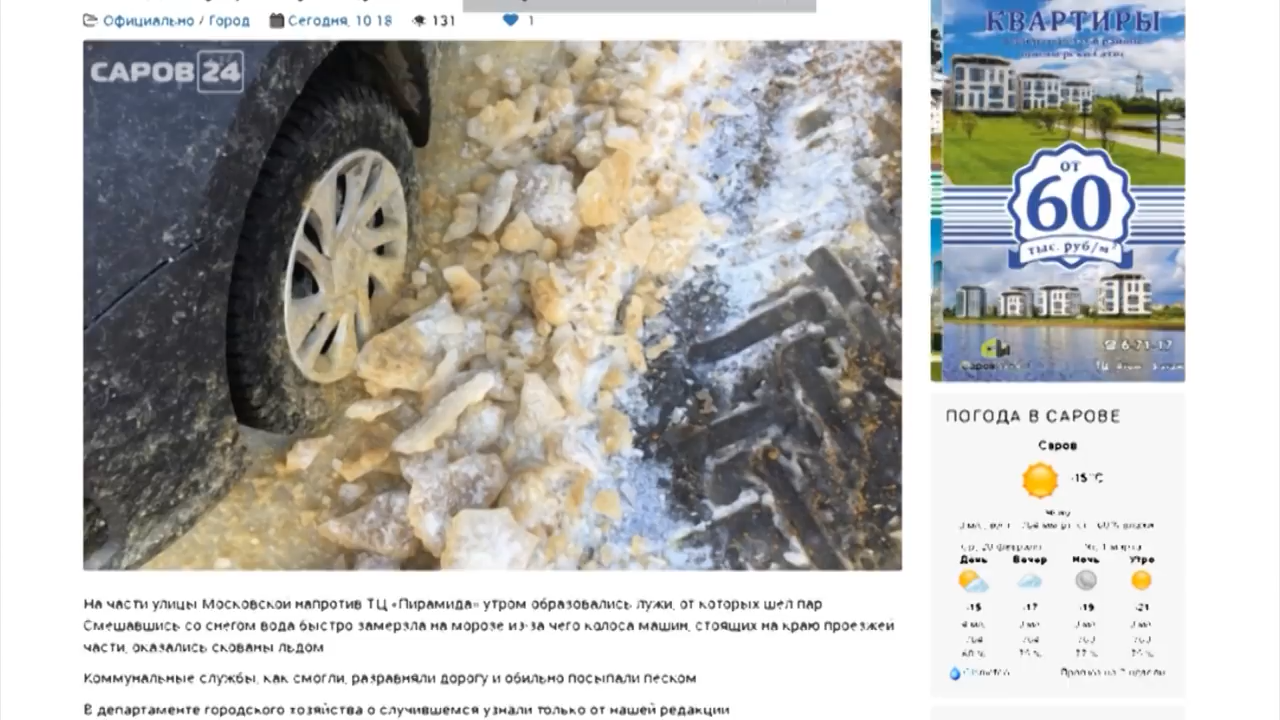 Официально / Город Сегодня, 10:18 131 1
САРОВ 24
На части улицы Московской напротив ТЦ «Пирамида» утром образовались лужи, от которых шел пар
Смешавшись со снегом вода быстро замерзла на морозе из-за чего колоса машин, стоящих на краю проезжей
части, оказались скованы льдом
Коммунальные службы, как смогли, разравняли дорогу и обильно посыпали песком
В департаменте городского хозяйства о случившемся узнали только от нашей редакции
КВАРТИРЫ
ОТ
60
тыс. руб/м²
6-71-17
ТЦ
ПОГОДА В САРОВЕ
Саров
-15 °C
День Вечер Ночь Утро
-15 -17 -19 -21